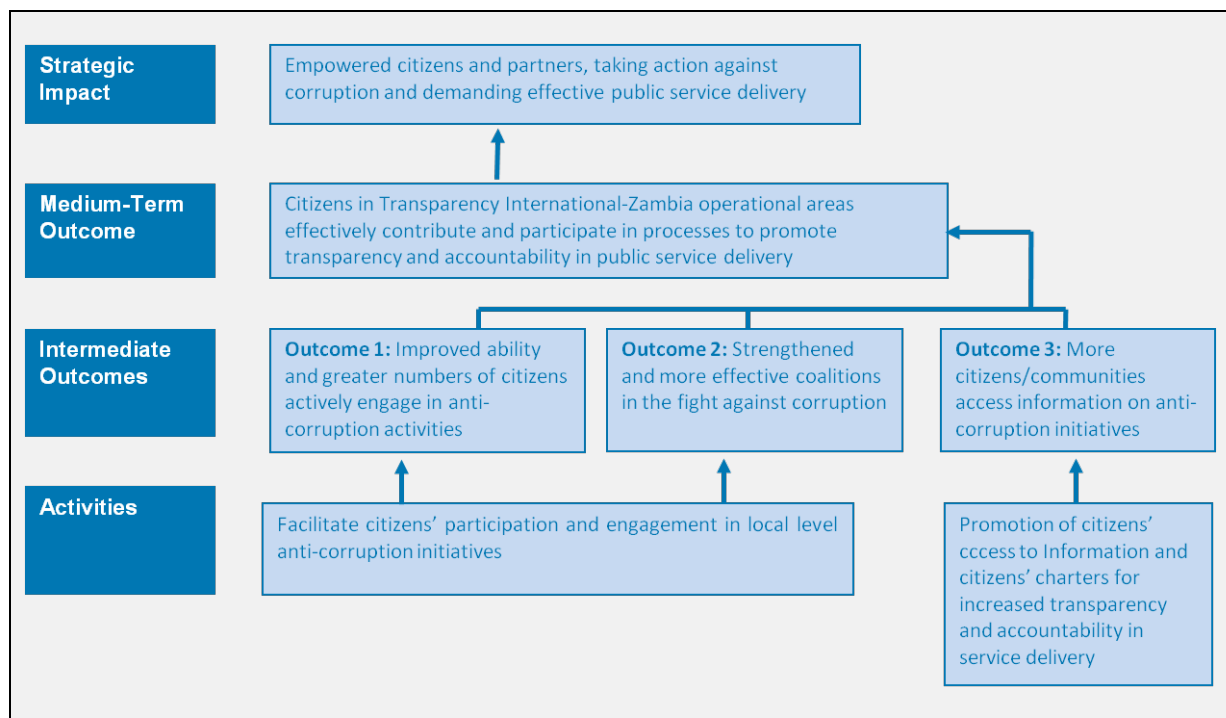 Strategic
Impact
Empowered citizens and partners, taking action against
corruption and demanding effective public service delivery
Medium-Term
Outcome
Citizens in Transparency International-Zambia operational areas
effectively contribute and participate in processes to promote
transparency and accountability in public service delivery
Intermediate
Outcomes
Outcome 1: Improved ability
and greater numbers of citizens
actively engage in anti-
corruption activities
Outcome 2: Strengthened
and more effective coalitions
in the fight against corruption
Outcome 3: More
citizens/communities
access information on anti-
corruption initiatives
Activities
Facilitate citizens’ participation and engagement in local level
anti-corruption initiatives
Promotion of citizens’
cccess to Information and
citizens’ charters for
increased transparency
and accountability in
service delivery